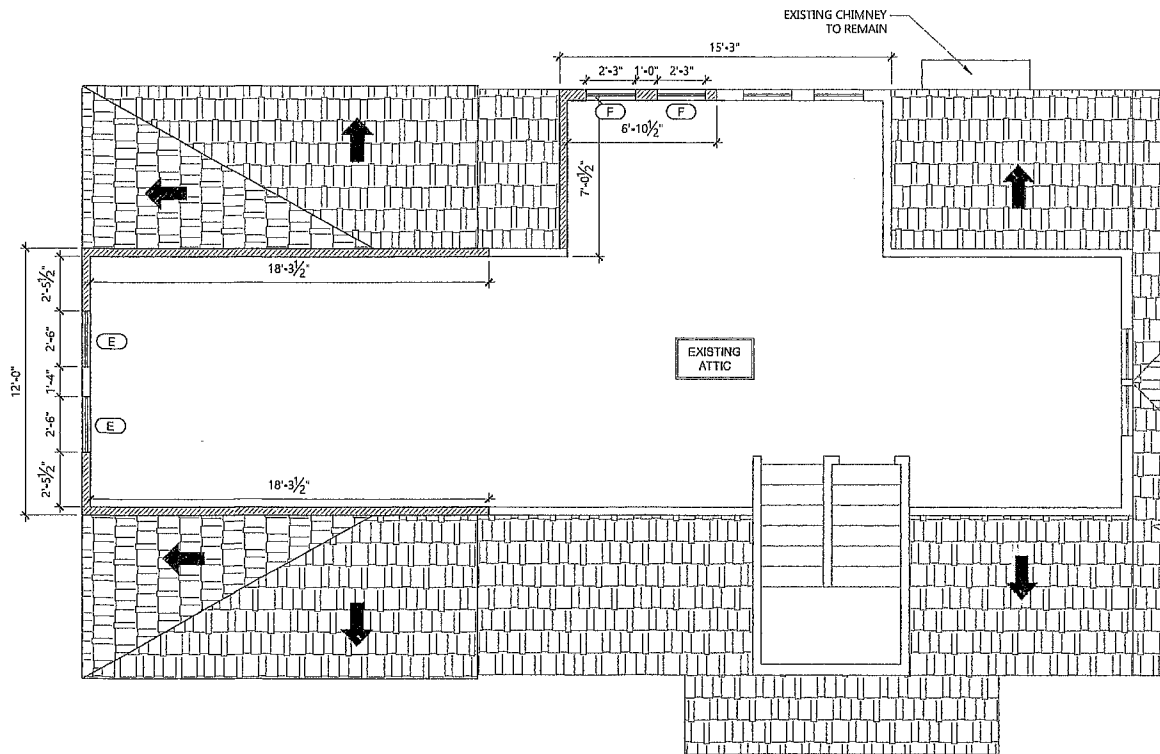 EXISTING CHIMNEY
TO REMAIN
15'-3"
2'-3" 1'-0" 2'-3"
F F
6'-10½"
7'-0½"
18'-3½"
2'-5½"
2'-6"
1'-4"
2'-6"
2'-5½"
12'-0"
E
E
EXISTING
ATTIC
18'-3½"